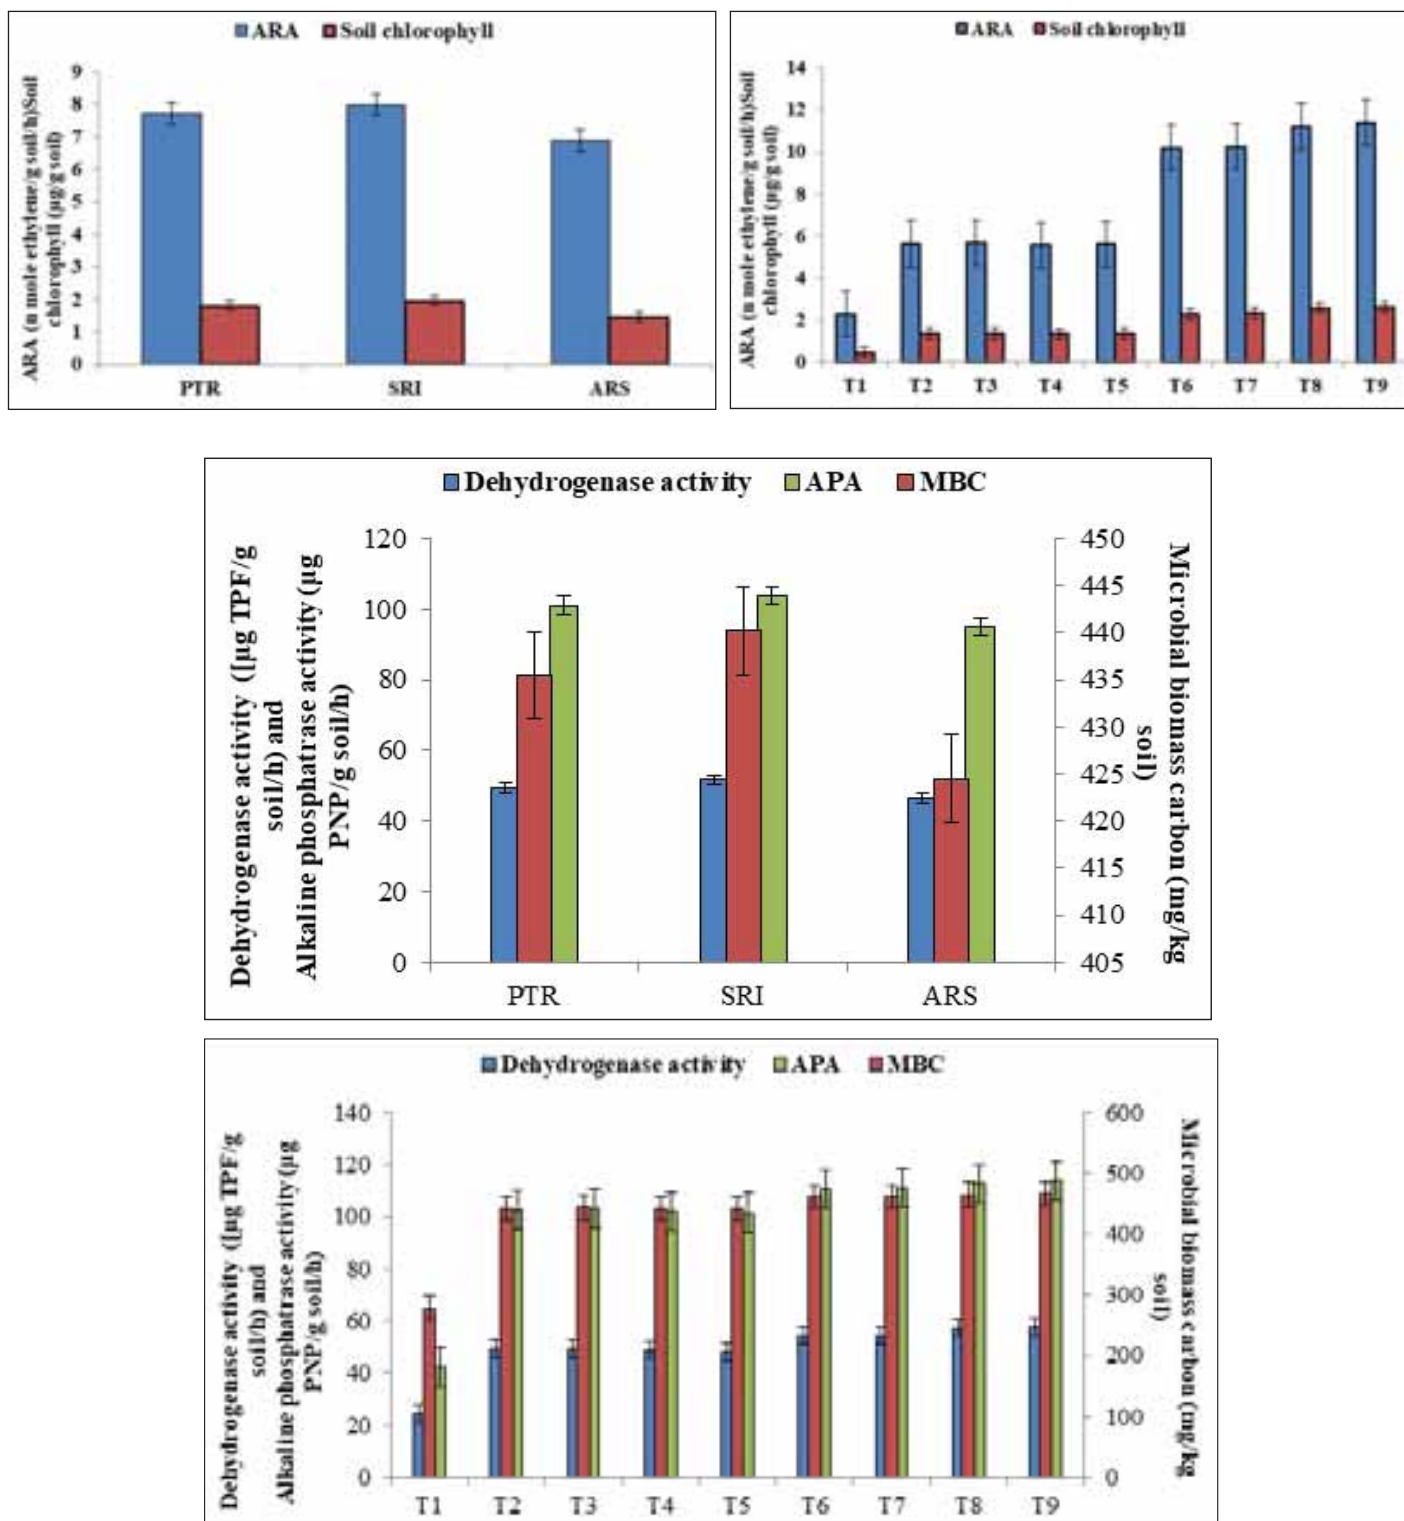 ARA Soil chlorophyll
ARA (n mole ethylene/g soil/h)Soil
chlorophyll (µg/g soil)
9
8
7
6
5
4
3
2
1
0
PTR SRI ARS
ARA Soil chlorophyll
ARA (n mole ethylene/g soil/h)Soil
chlorophyll (µg/g soil)
14
12
10
8
6
4
2
0
T1 T2 T3 T4 T5 T6 T7 T8 T9
Dehydrogenase activity APA MBC
Dehydrogenase activity ([µg TPF/g
soil/h) and
Alkaline phosphatrase activity (µg
PNP/g soil/h)
120
100
80
60
40
20
0
450
445
440
435
430
425
420
415
410
405
Microbial biomass carbon (mg/kg
soil)
PTR SRI ARS
Dehydrogenase activity APA MBC
Dehydrogenase activity ([µg TPF/g
soil/h) and
Alkaline phosphatrase activity (µg
PNP/g soil/h)
140
120
100
80
60
40
20
0
600
500
400
300
200
100
0
Microbial biomass carbon (mg/kg
soil)
T1 T2 T3 T4 T5 T6 T7 T8 T9